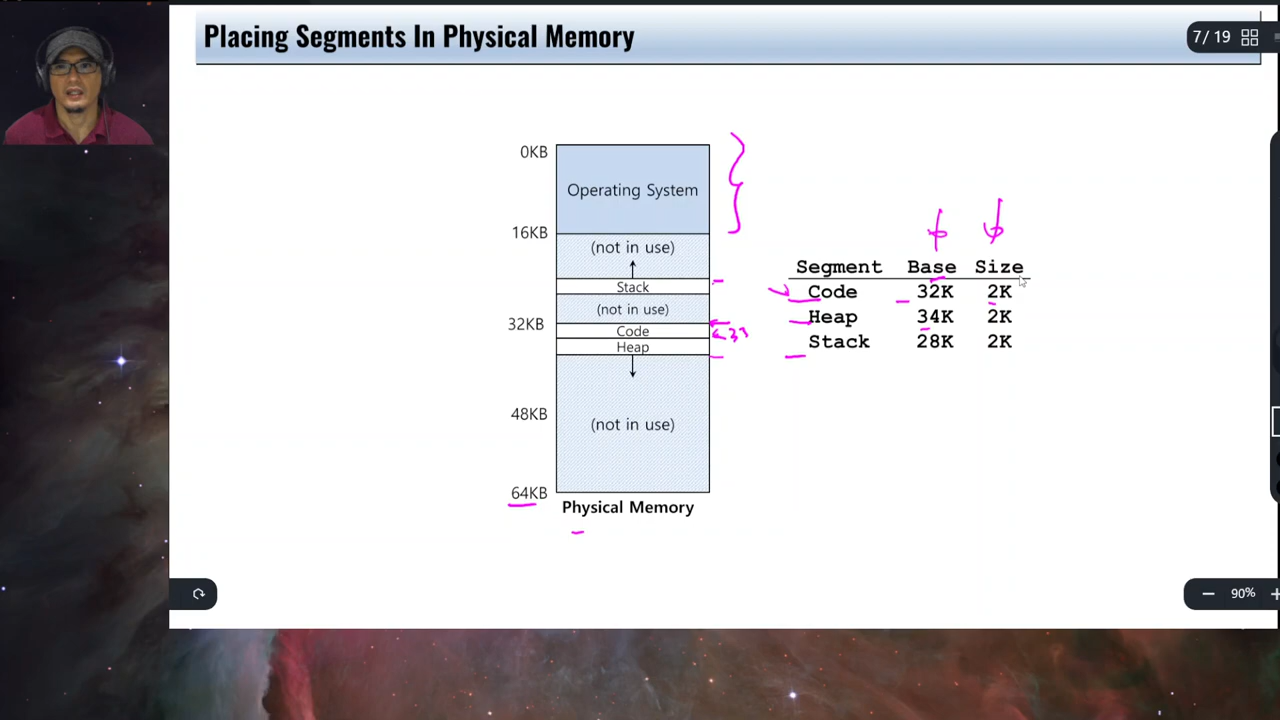 Placing Segments In Physical Memory
7 / 19
0KB
Operating System
16KB
(not in use)
Stack
(not in use)
32KB
Code
Heap
48KB
(not in use)
64KB
Physical Memory
Segment Base Size
Code 32K 2K
Heap 34K 2K
Stack 28K 2K
90%